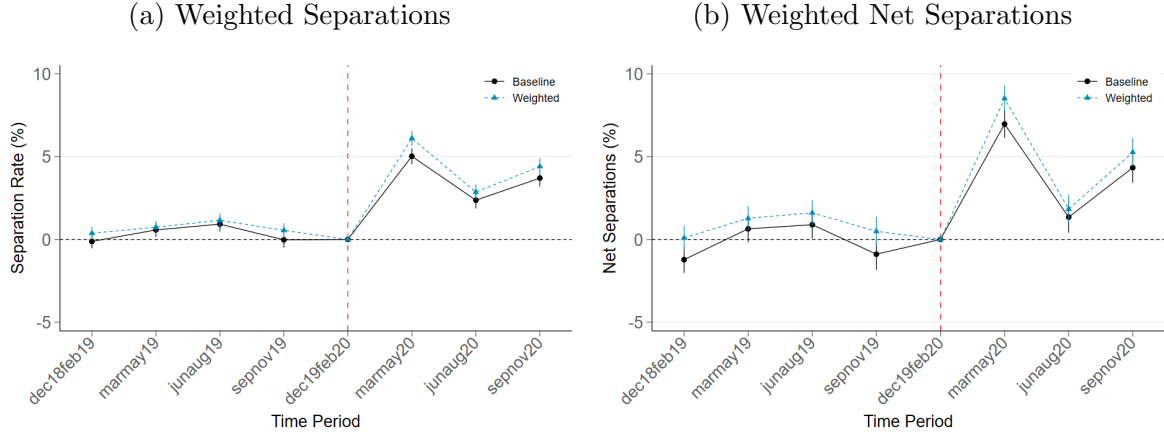 (a) Weighted Separations
10
5
0
-5
Separation Rate (%)
Baseline
Weighted
dec18feb19
marmay19
junaug19
sepnov19
dec19feb20
marmay20
junaug20
sepnov20
Time Period
(b) Weighted Net Separations
10
5
0
-5
Net Separations (%)
Baseline
Weighted
dec18feb19
marmay19
junaug19
sepnov19
dec19feb20
marmay20
junaug20
sepnov20
Time Period